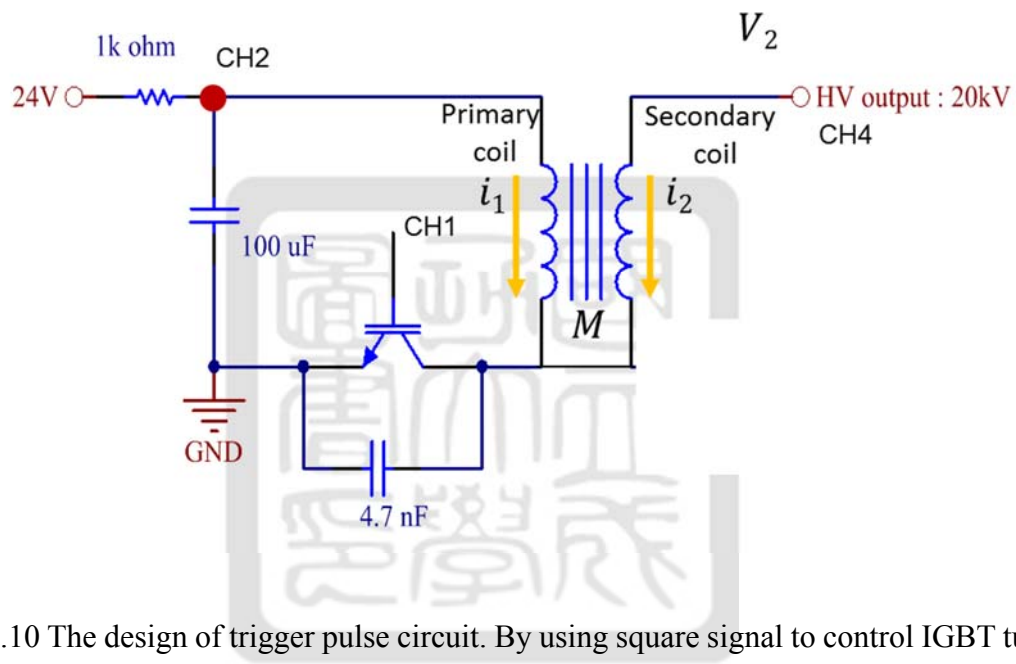 V₂
1k ohm
CH2
24V
HV output : 20kV
CH4
Primary
coil
Secondary
coil
i₁
i₂
CH1
100 uF
M
GND
4.7 nF
.10 The design of trigger pulse circuit. By using square signal to control IGBT tu